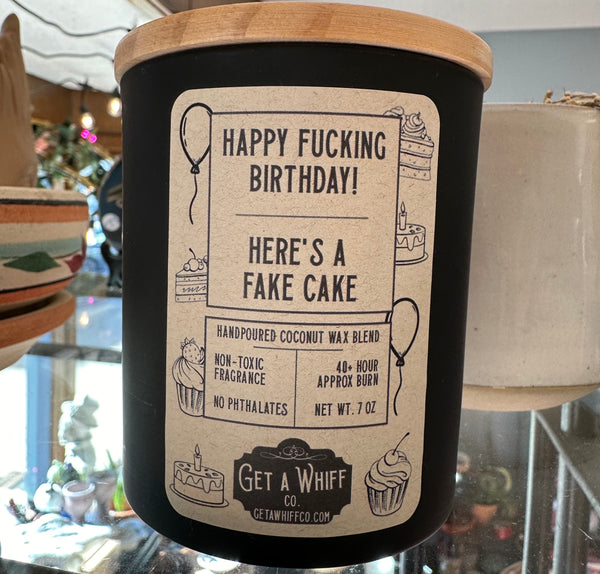 HAPPY FUCKING
BIRTHDAY!
HERE'S A
FAKE CAKE
HANDPOURED COCONUT WAX BLEND
NON-TOXIC
FRAGRANCE
NO PHTHALATES
40+ HOUR
APPROX BURN
NET WT. 7 OZ
GET A WHIFF
CO.
GETAWHIFFCO.COM